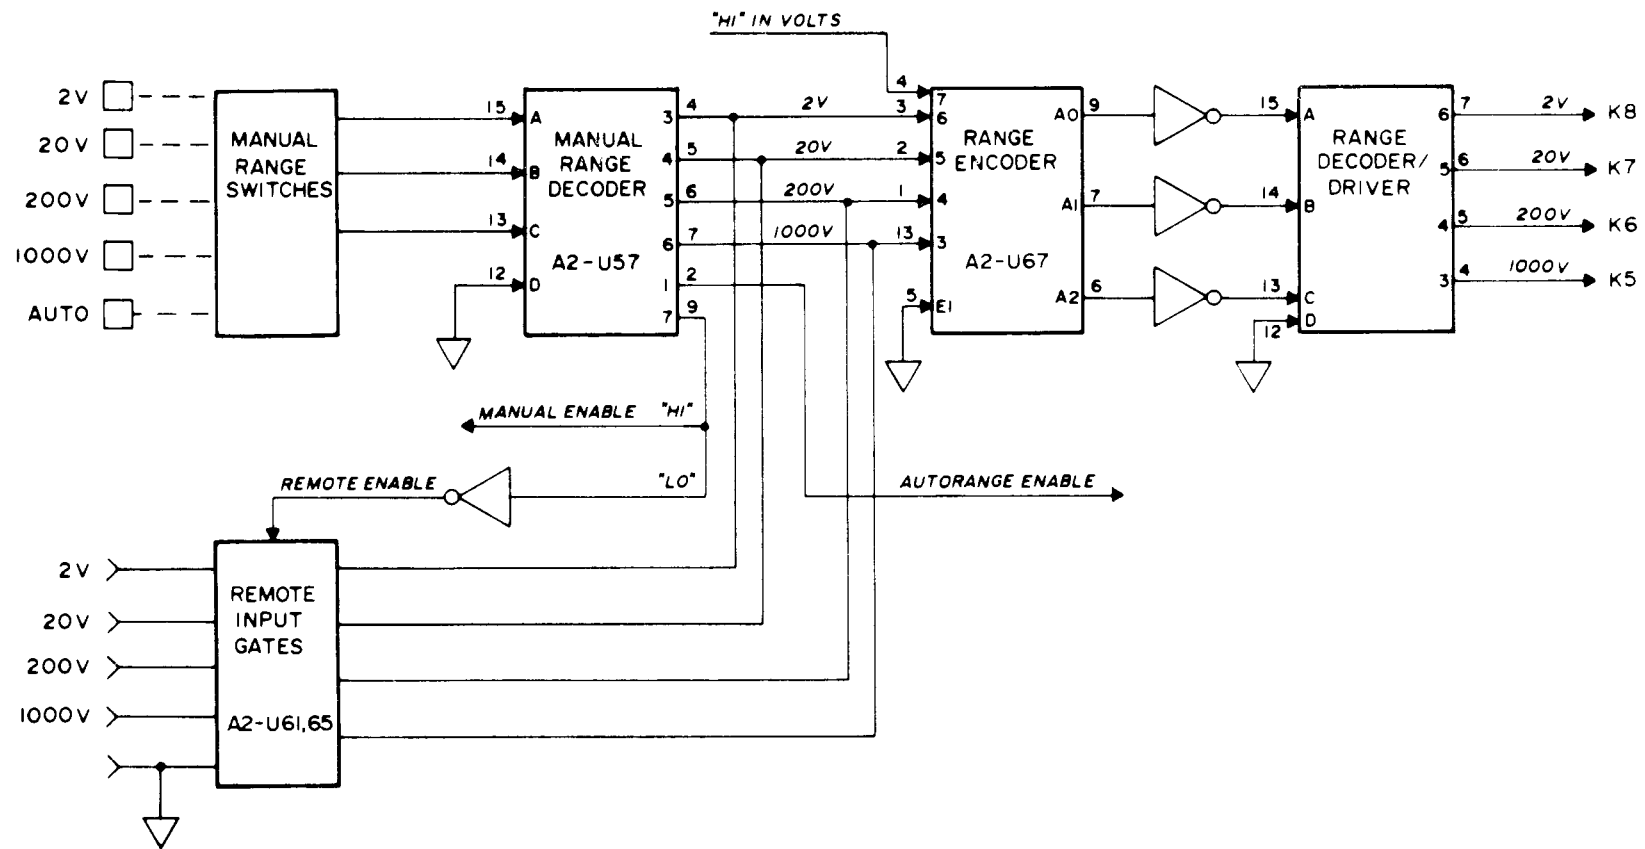 "HI" IN VOLTS
2V
20V
200V
1000V
AUTO
MANUAL
RANGE
SWITCHES
15
14
13
12
A
B
C
D
MANUAL
RANGE
DECODER
A2-U57
3
4
5
6
1
7
4
5
6
7
2
9
2V
20V
200V
1000V
4
3
2
1
13
5
7
6
5
4
3
E1
RANGE
ENCODER
A2-U67
A0
A1
A2
9
7
6
15
14
13
12
A
B
C
D
RANGE
DECODER/
DRIVER
6
5
4
3
7
6
5
4
2V
20V
200V
1000V
K8
K7
K6
K5
MANUAL ENABLE "HI"
REMOTE ENABLE
"LO"
AUTORANGE ENABLE
2V
20V
200V
1000V
REMOTE
INPUT
GATES
A2-U61,65